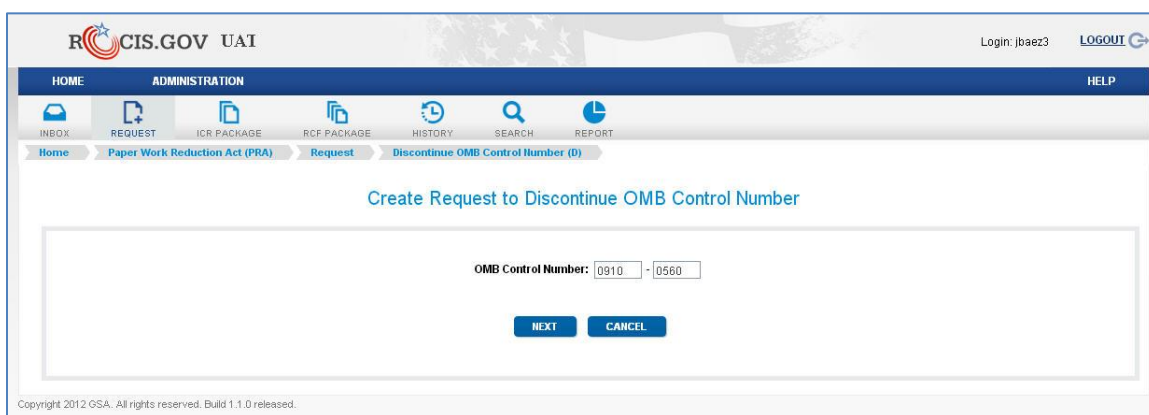 ROCIS.GOV UAT
Login: jbaez3 LOGOUT
HOME ADMINISTRATION HELP
INBOX REQUEST ICR PACKAGE RCF PACKAGE HISTORY SEARCH REPORT
Home Paper Work Reduction Act (PRA) Request Discontinue OMB Control Number (D)
Create Request to Discontinue OMB Control Number
OMB Control Number: 0910 - 0560
NEXT CANCEL
Copyright 2012 GSA. All rights reserved. Build 1.1.0 released.